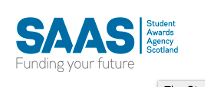 SAAS
Student
Awards
Agency
Scotland
Funding your future